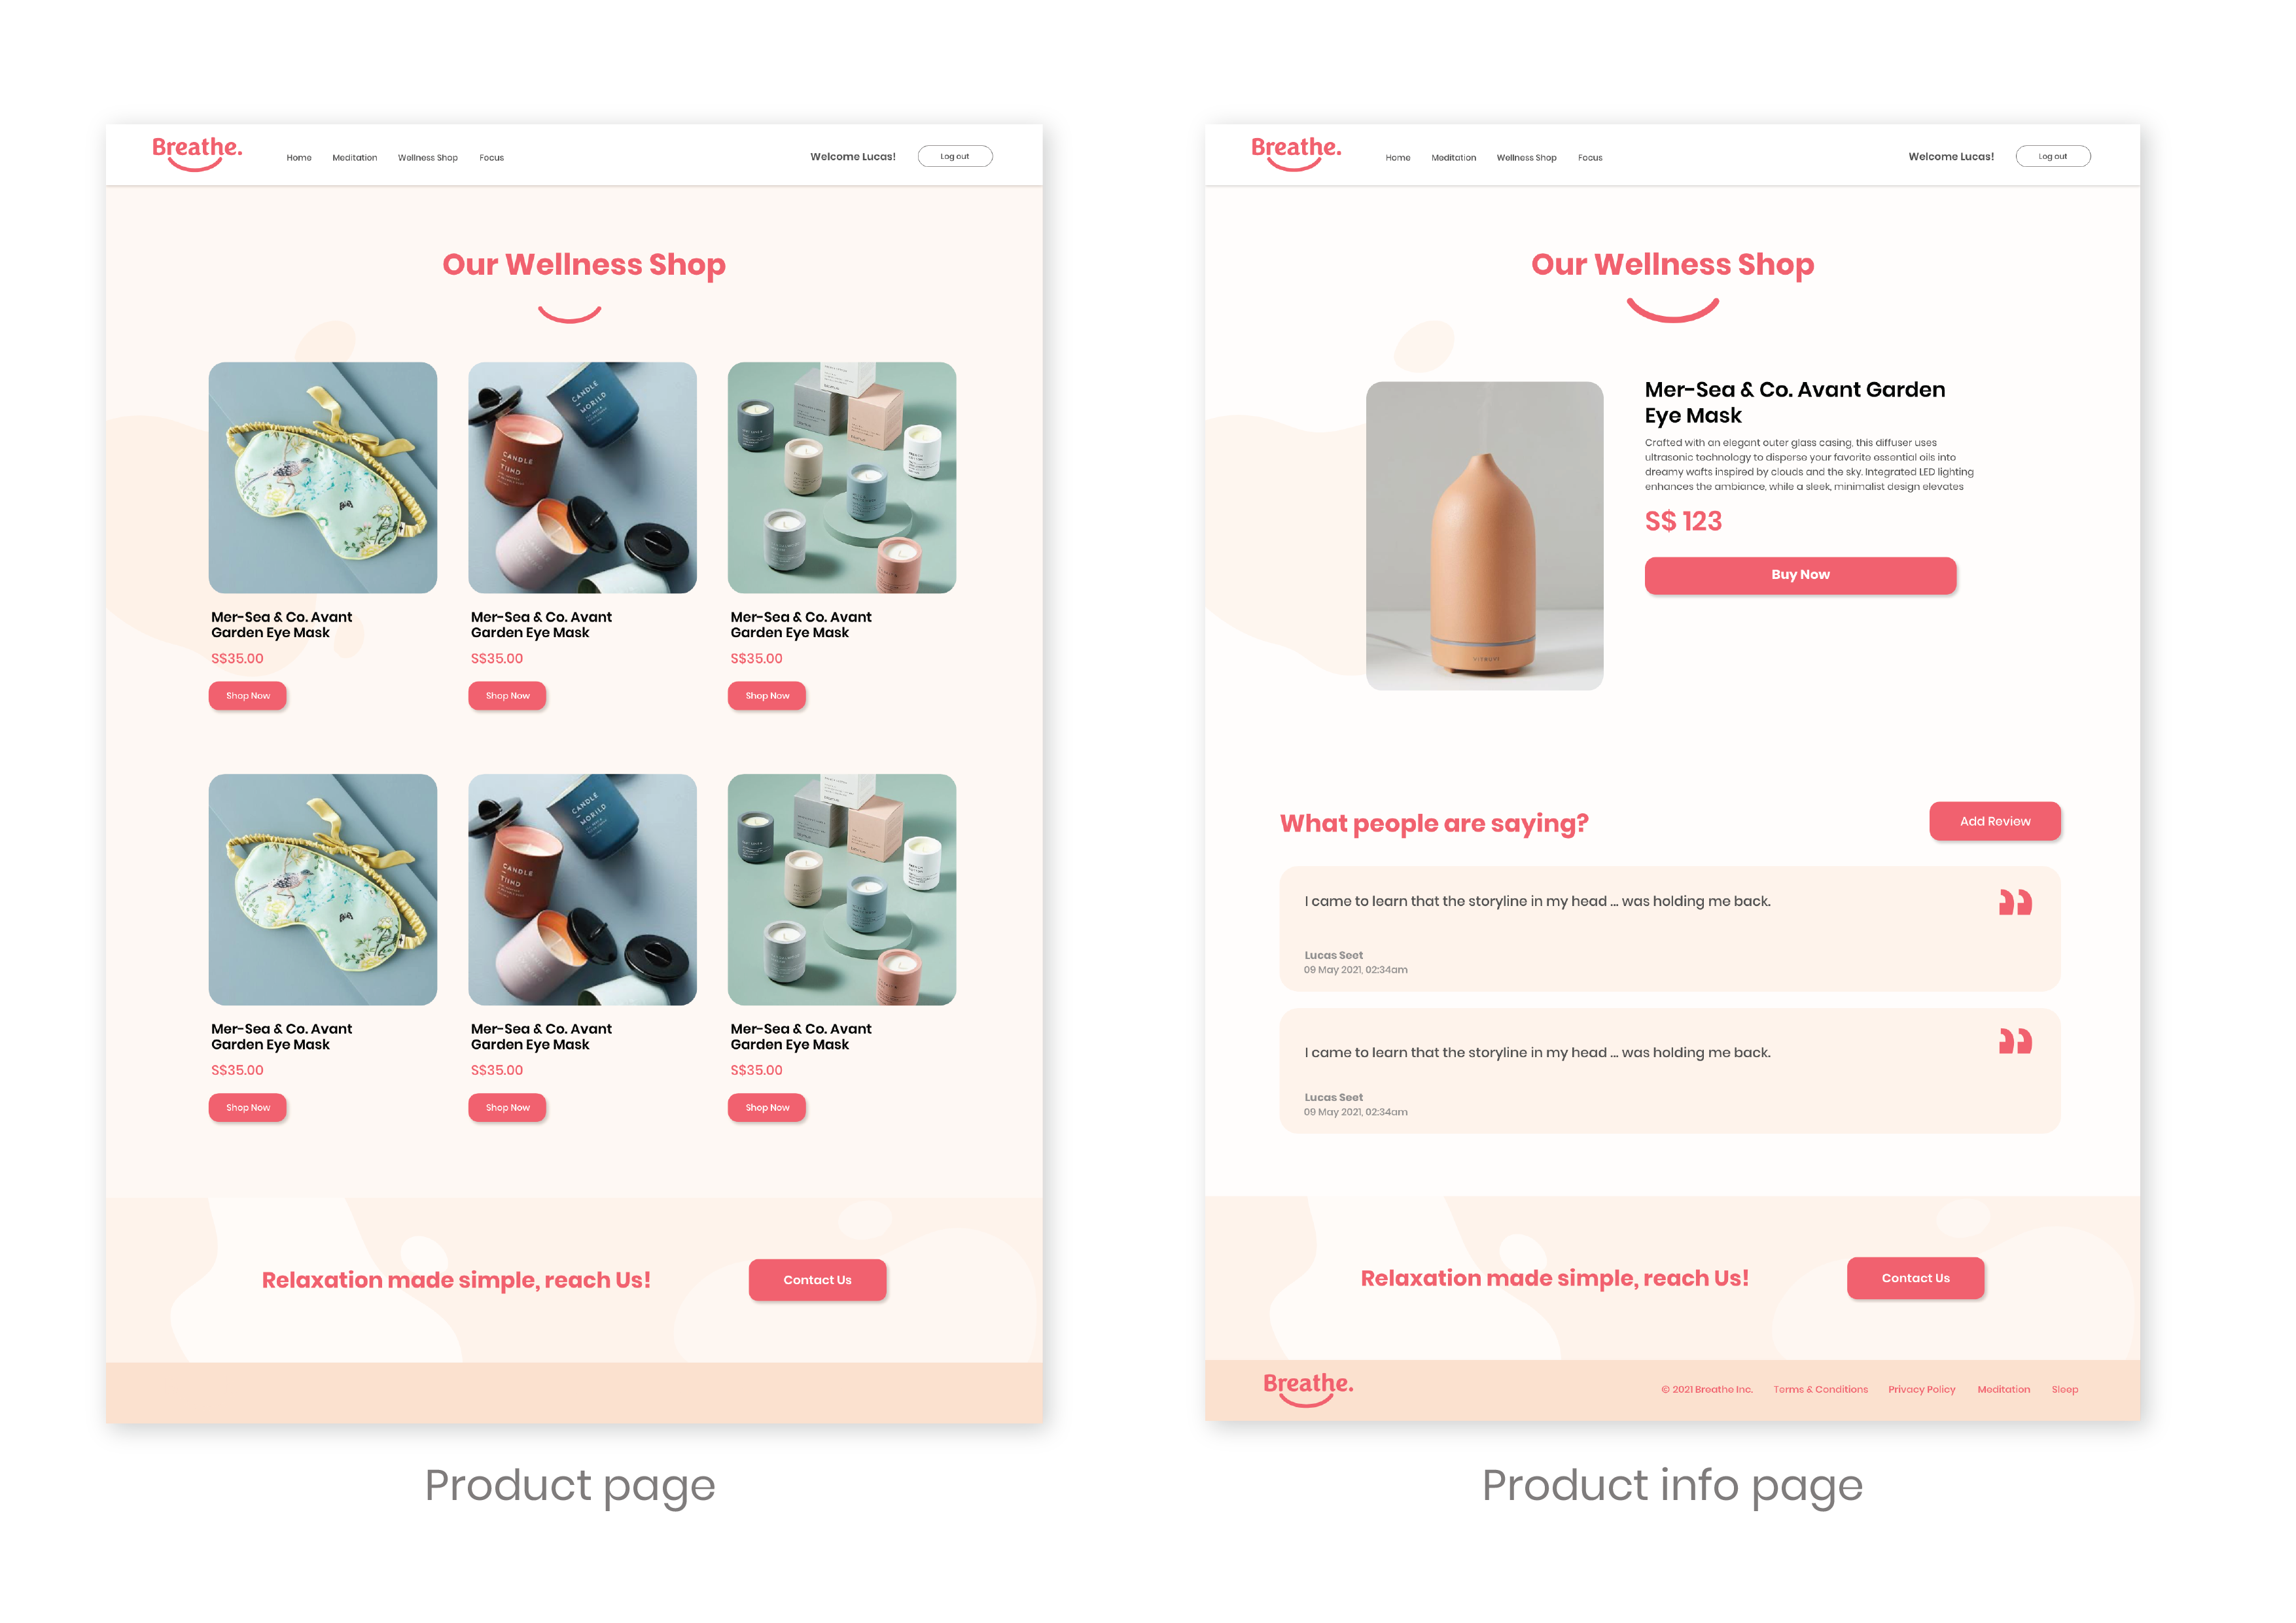 Breathe.
Home Meditation Wellness Shop Focus
Welcome Lucas! Log out
Our Wellness Shop
CANDLE
MORILD
CANDLE
TIIHO
Mer-Sea & Co. Avant
Garden Eye Mask
S$35.00
Shop Now
Mer-Sea & Co. Avant
Garden Eye Mask
S$35.00
Shop Now
Mer-Sea & Co. Avant
Garden Eye Mask
S$35.00
Shop Now
CANDLE
MORILD
CANDLE
TIIHO
Mer-Sea & Co. Avant
Garden Eye Mask
S$35.00
Shop Now
Mer-Sea & Co. Avant
Garden Eye Mask
S$35.00
Shop Now
Mer-Sea & Co. Avant
Garden Eye Mask
S$35.00
Shop Now
Relaxation made simple, reach Us!
Contact Us
Product page
Breathe.
Home Meditation Wellness Shop Focus
Welcome Lucas! Log out
Our Wellness Shop
VITRUVI
Mer-Sea & Co. Avant Garden
Eye Mask
Crafted with an elegant outer glass casing, this diffuser uses
ultrasonic technology to disperse your favorite essential oils into
dreamy wafts inspired by clouds and the sky. Integrated LED lighting
enhances the ambiance, while a sleek, minimalist design elevates
S$ 123
Buy Now
What people are saying?
Add Review
I came to learn that the storyline in my head ... was holding me back.
Lucas Seet
09 May 2021, 02:34am
I came to learn that the storyline in my head ... was holding me back.
Lucas Seet
09 May 2021, 02:34am
Relaxation made simple, reach Us!
Contact Us
Breathe.
© 2021 Breathe Inc. Terms & Conditions Privacy Policy Meditation Sleep
Product info page